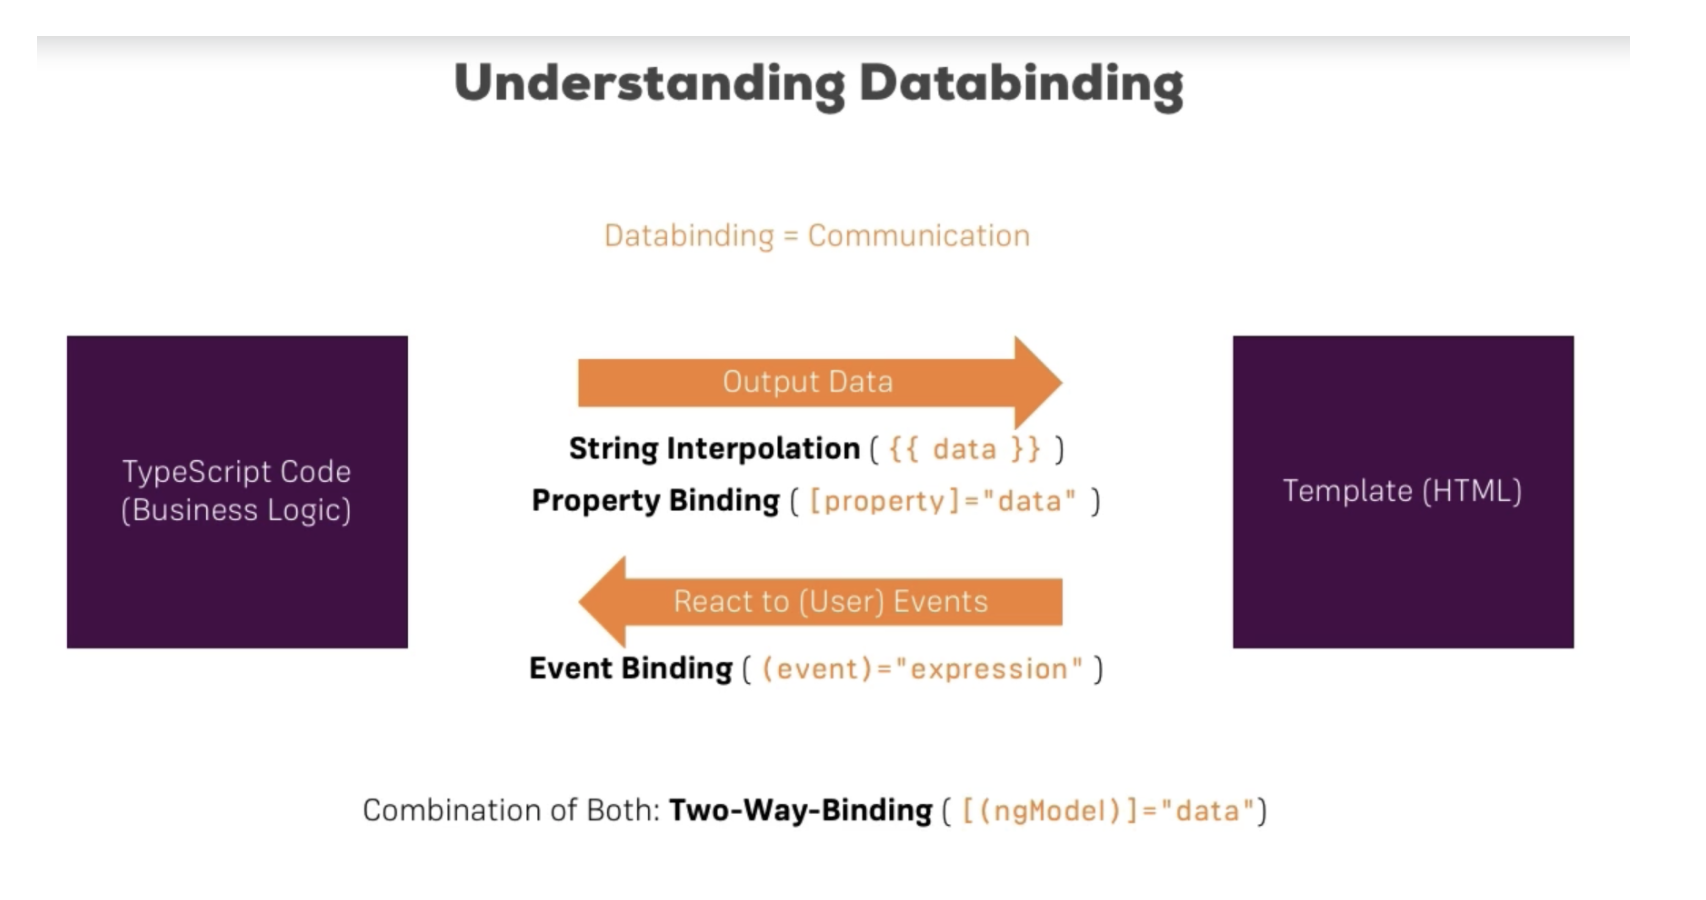 Understanding Databinding
Databinding = Communication
TypeScript Code
(Business Logic)
Output Data
String Interpolation ( {{ data }} )
Property Binding ( [property]="data" )
React to (User) Events
Event Binding ( (event)="expression" )
Template (HTML)
Combination of Both: Two-Way-Binding ( [(ngModel)]="data")